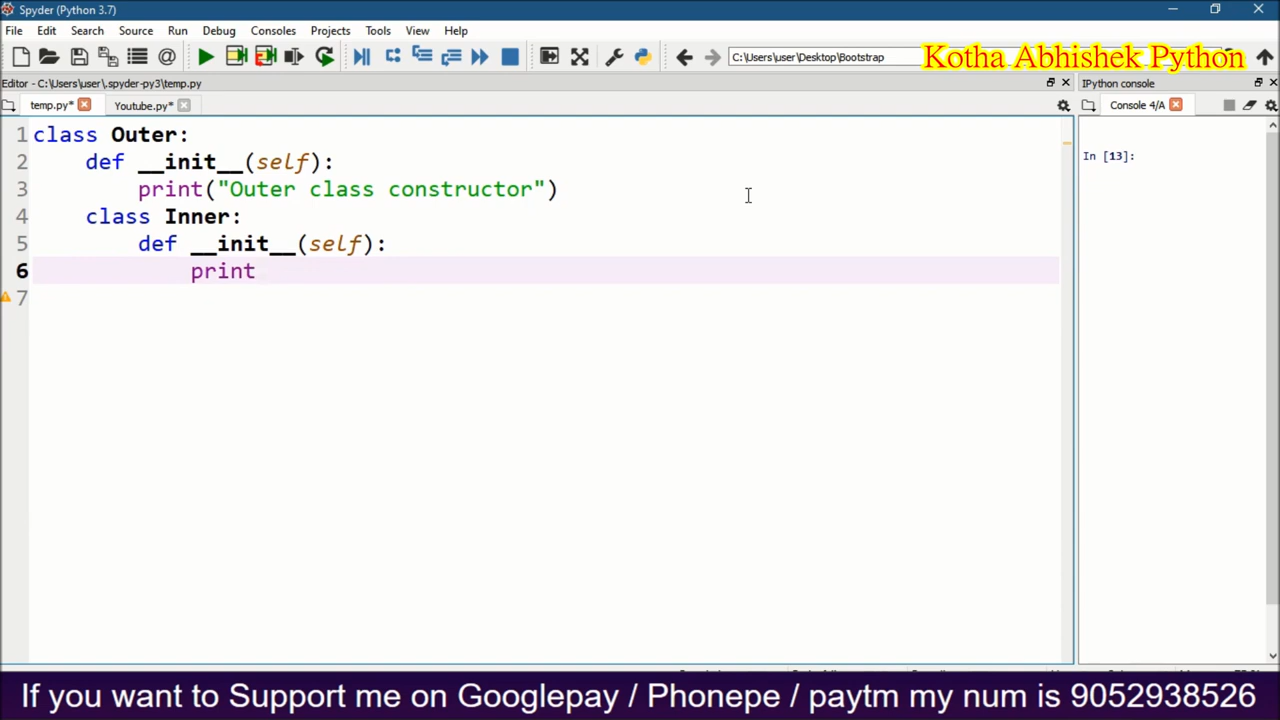 Spyder (Python 3.7)
File Edit Search Source Run Debug Consoles Projects Tools View Help
C:\Users\user\Desktop\Bootstrap
Kotha Abhishek Python
Editor - C:\Users\user\.spyder-py3\temp.py
IPython console
temp.py* Youtube.py*
Console 4/A
1 class Outer:
2 def __init__(self):
3 print("Outer class constructor")
4 class Inner:
5 def __init__(self):
6 print
7
In [13]:
If you want to Support me on Googlepay / Phonepe / paytm my num is 9052938526